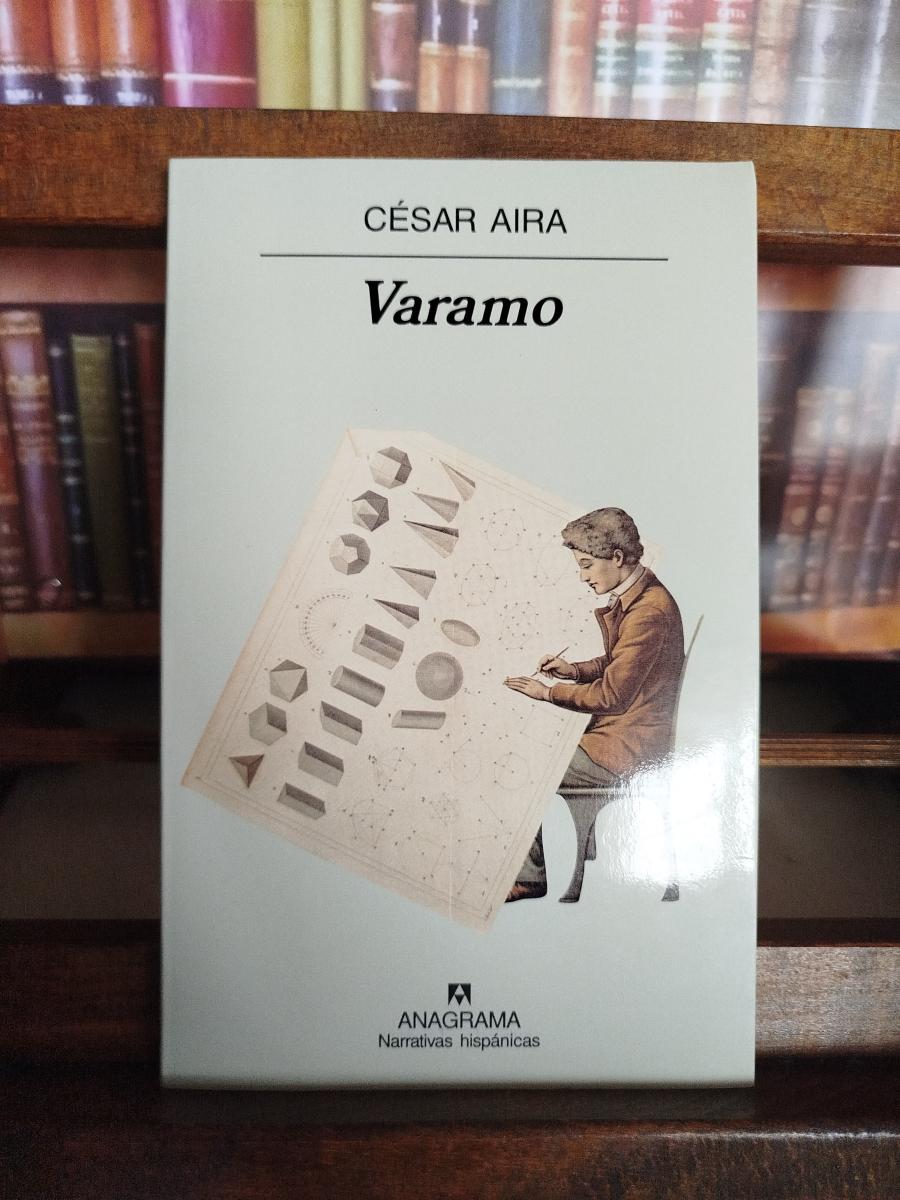 CÉSAR AIRA
Varamo
ANAGRAMA
Narrativas hispánicas